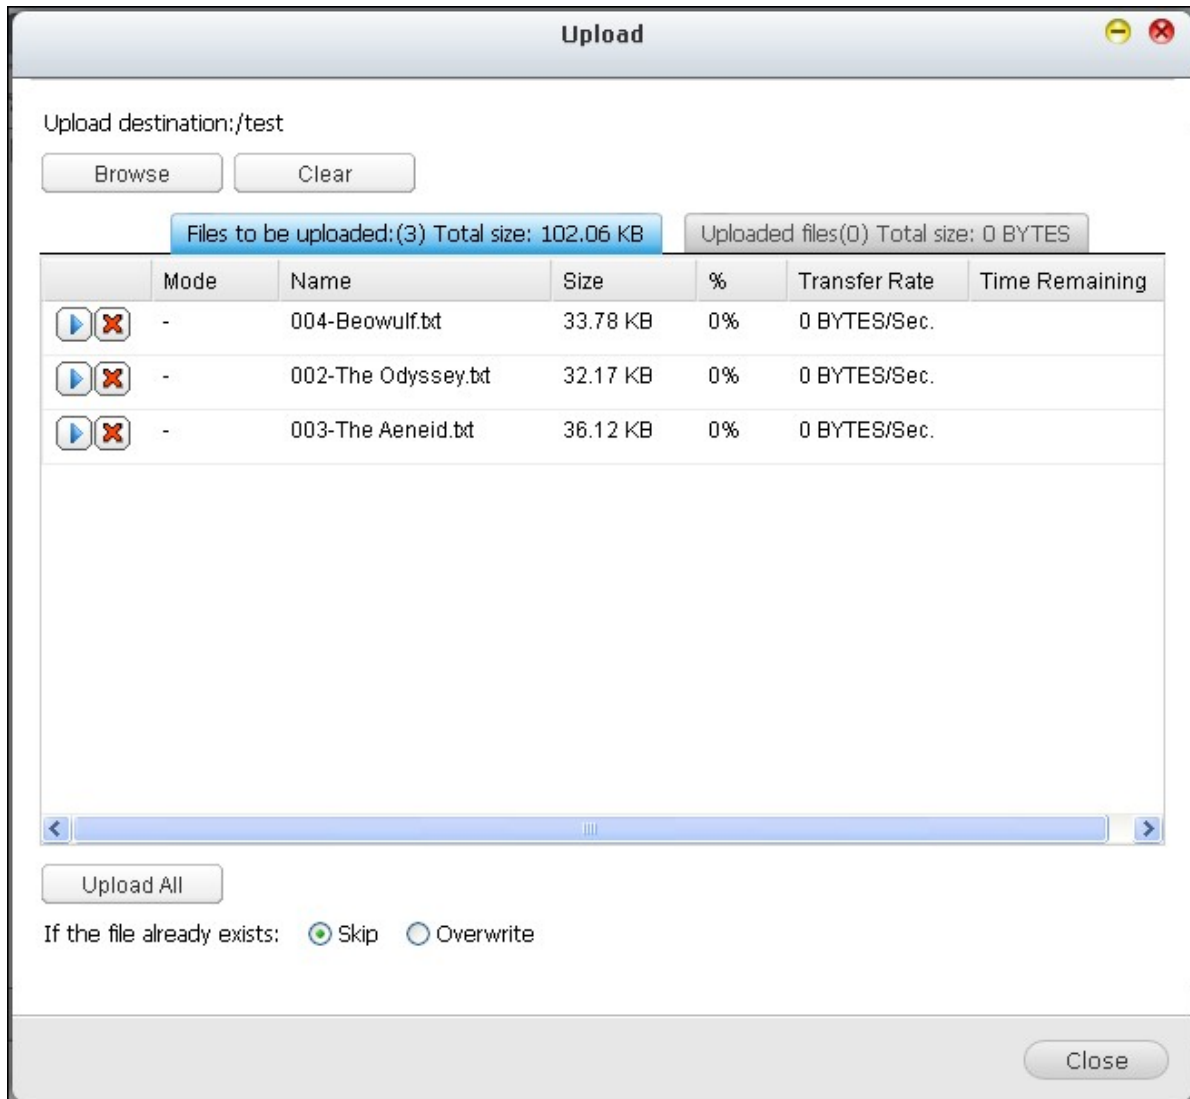 Upload
Upload destination:/test
Browse Clear
Files to be uploaded:(3) Total size: 102.06 KB Uploaded files(0) Total size: 0 BYTES
Mode Name Size % Transfer Rate Time Remaining
- 004-Beowulf.txt 33.78 KB 0% 0 BYTES/Sec.
- 002-The Odyssey.txt 32.17 KB 0% 0 BYTES/Sec.
- 003-The Aeneid.txt 36.12 KB 0% 0 BYTES/Sec.
Upload All
If the file already exists: Skip Overwrite
Close